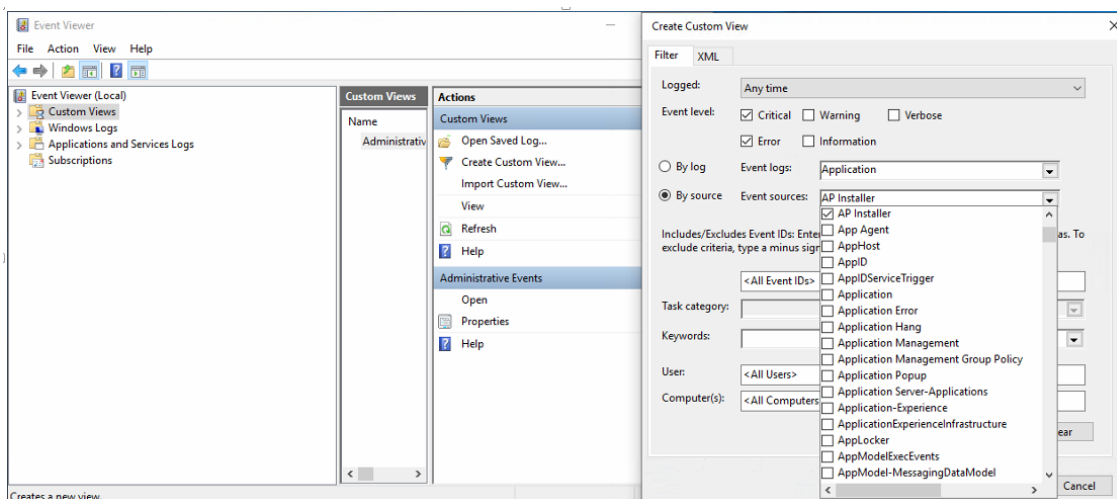 Event Viewer
File Action View Help
Event Viewer (Local)
Custom Views
Windows Logs
Applications and Services Logs
Subscriptions
Custom Views
Name
Administrativ
Actions
Custom Views
Open Saved Log...
Create Custom View...
Import Custom View...
View
Refresh
Help
Administrative Events
Open
Properties
Help
Creates a new view.
Create Custom View
Filter XML
Logged: Any time
Event level: Critical Warning Verbose
Error Information
By log Event logs: Application
By source Event sources: AP Installer
AP Installer
App Agent
Includes/Excludes Event IDs: Enter as. To
exclude criteria, type a minus sign
AppHost
AppID
<All Event IDs>
AppIDServiceTrigger
Application
Task category:
Application Error
Application Hang
Keywords:
Application Management
Application Management Group Policy
User: <All Users>
Application Popup
Application Server-Applications
Computer(s): <All Computers
Application-Experience
ApplicationExperienceInfrastructure
ear
AppLocker
AppModelExecEvents
AppModel-MessagingDataModel
Cancel